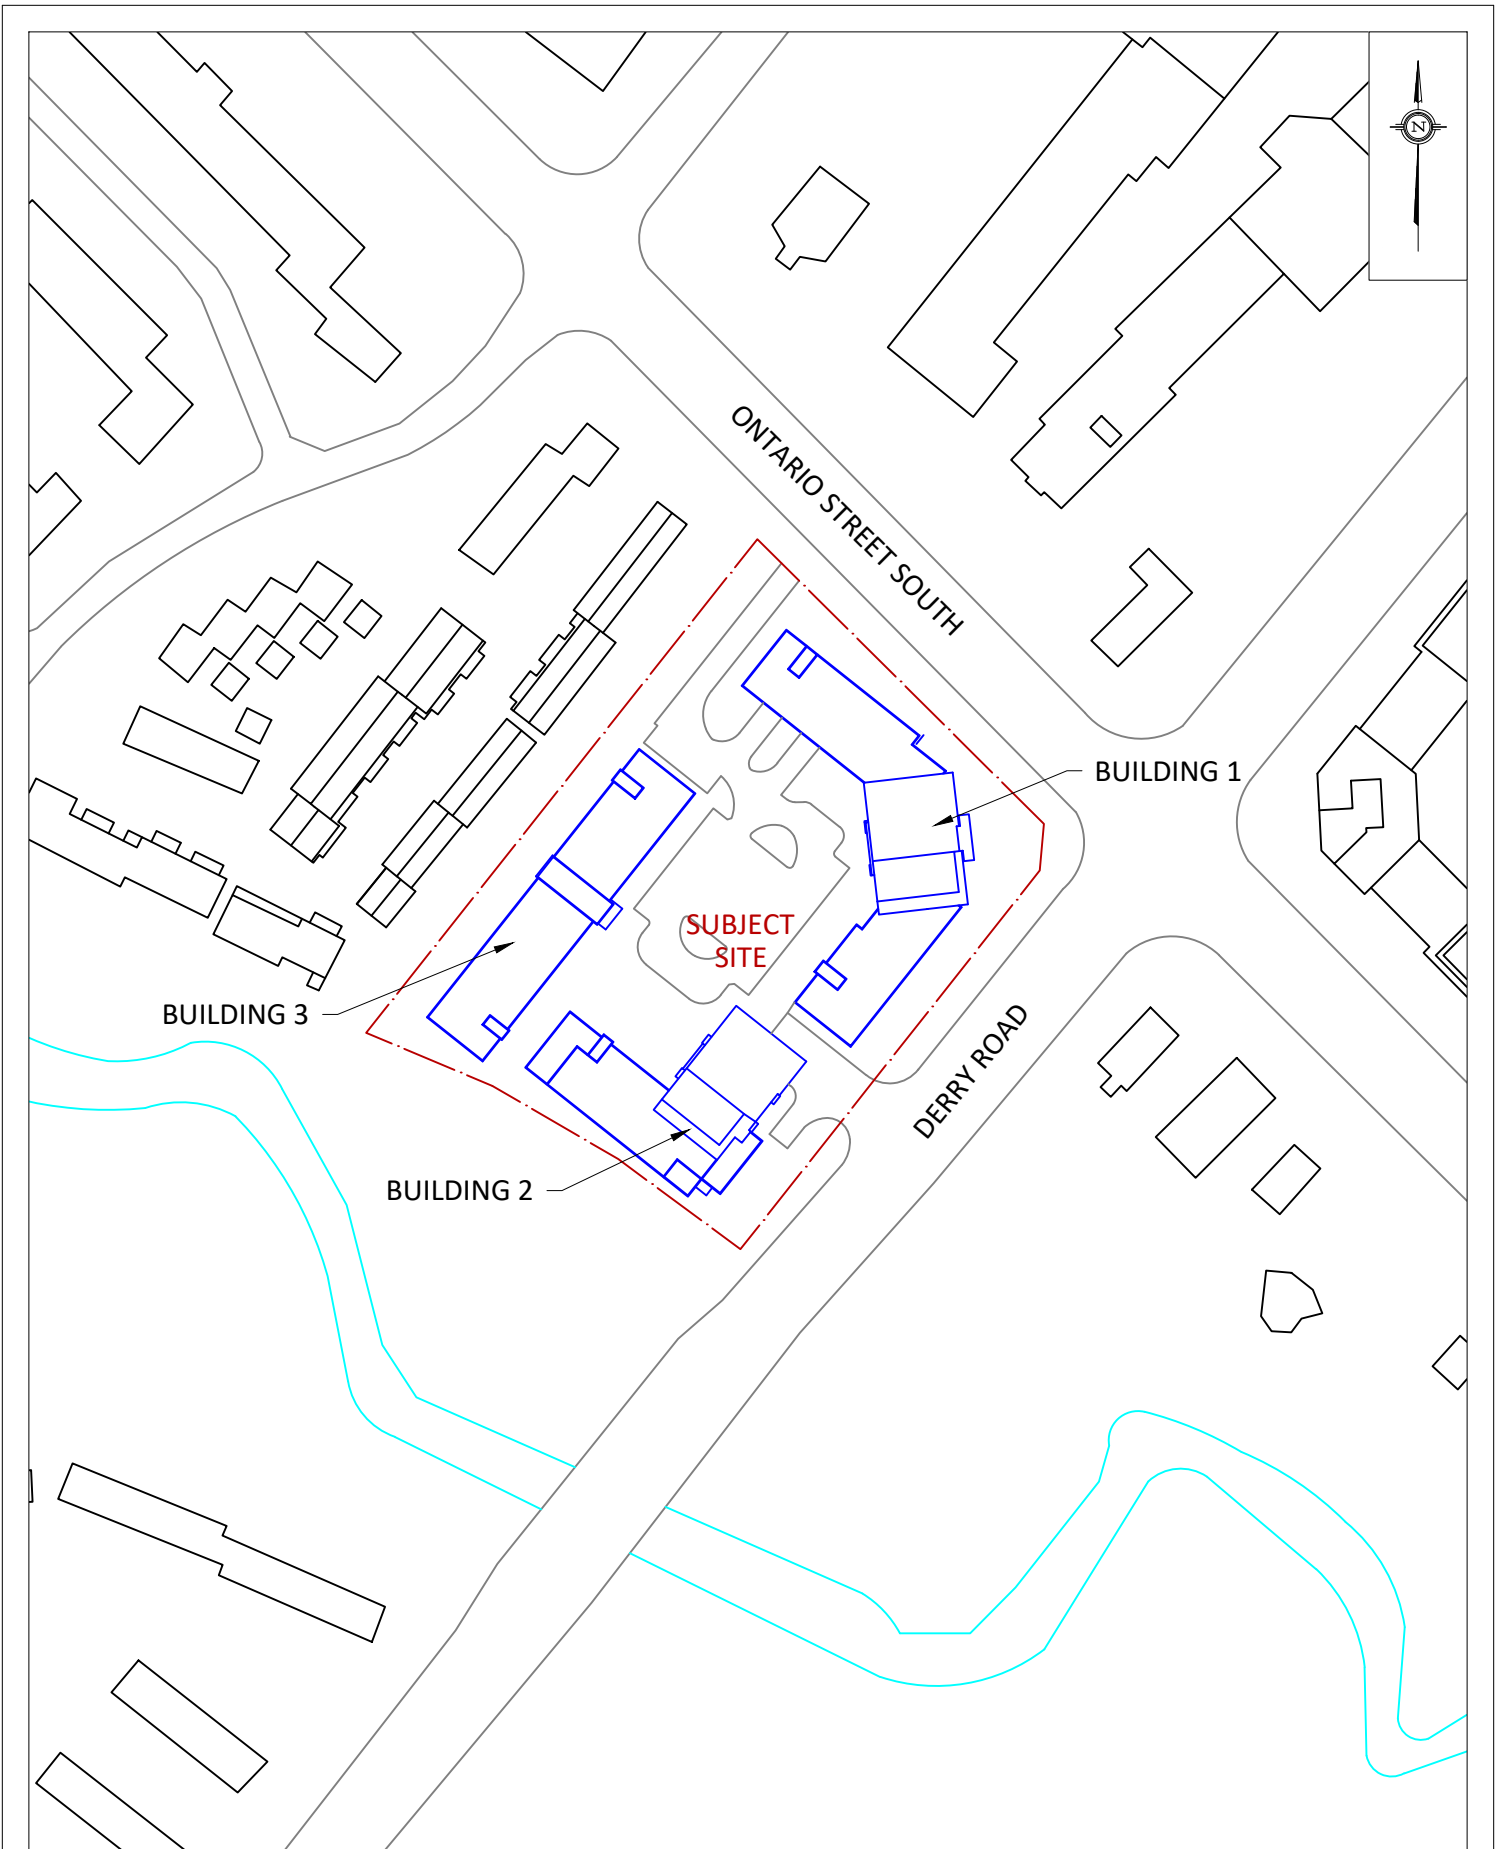 N
ONTARIO STREET SOUTH
BUILDING 1
SUBJECT
SITE
BUILDING 3
DERRY ROAD
BUILDING 2